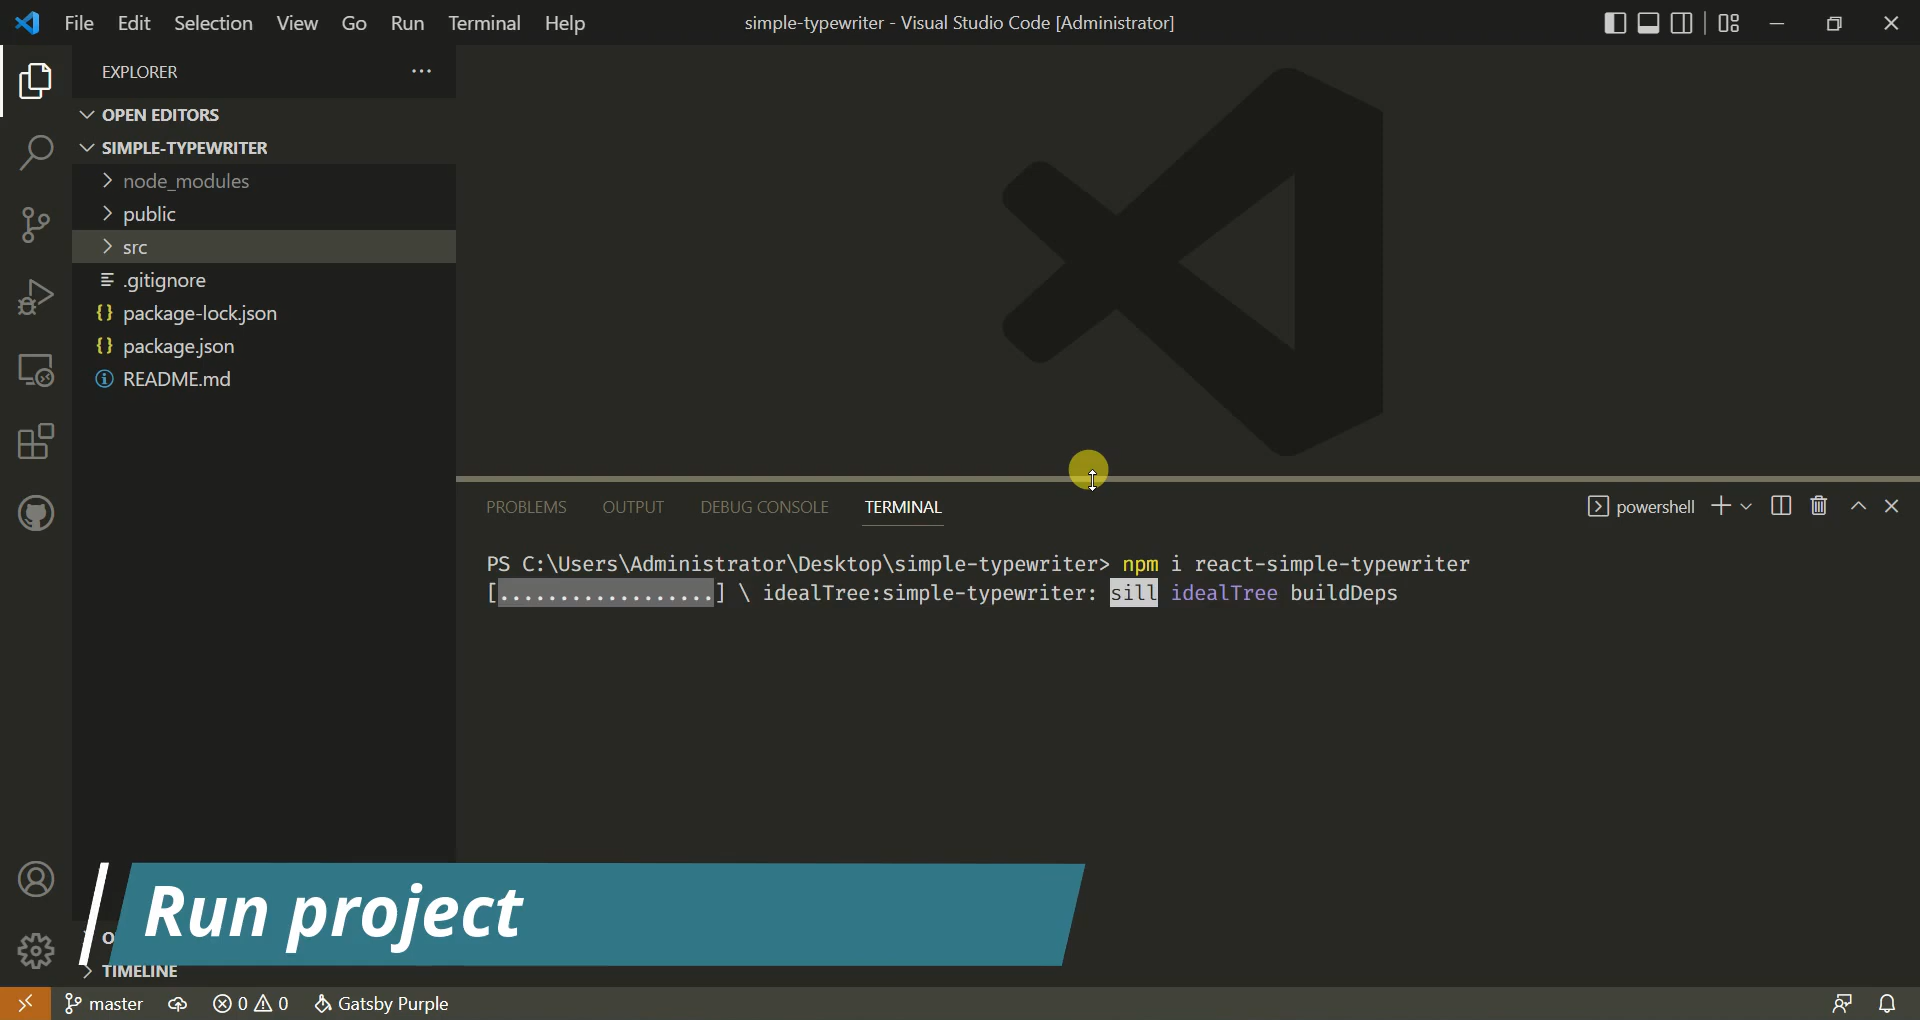 File Edit Selection View Go Run Terminal Help
simple-typewriter - Visual Studio Code [Administrator]
EXPLORER
OPEN EDITORS
SIMPLE-TYPEWRITER
node_modules
public
src
.gitignore
package-lock.json
package.json
README.md
PROBLEMS OUTPUT DEBUG CONSOLE TERMINAL
powershell
PS C:\Users\Administrator\Desktop\simple-typewriter> npm i react-simple-typewriter
[..................] \ idealTree:simple-typewriter: sill idealTree buildDeps
Run project
TIMELINE
master 0 0 Gatsby Purple